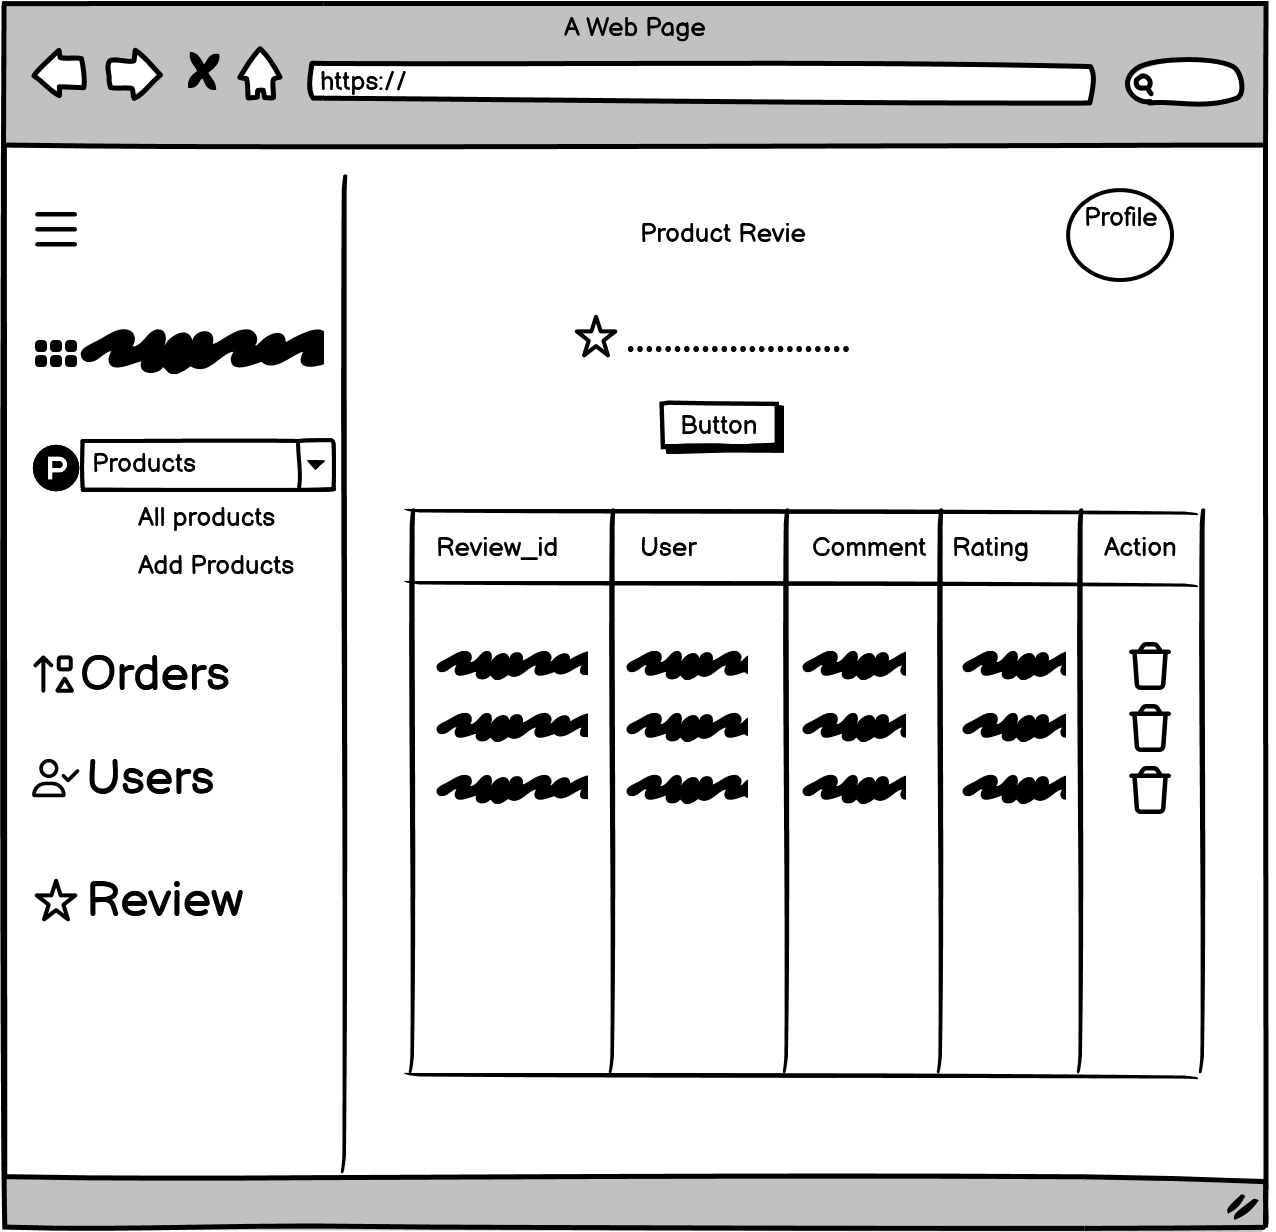 A Web Page
https://
Product Revie
Profile
Button
P Products
All products
Add Products
Orders
Users
Review
Review_id User Comment Rating Action